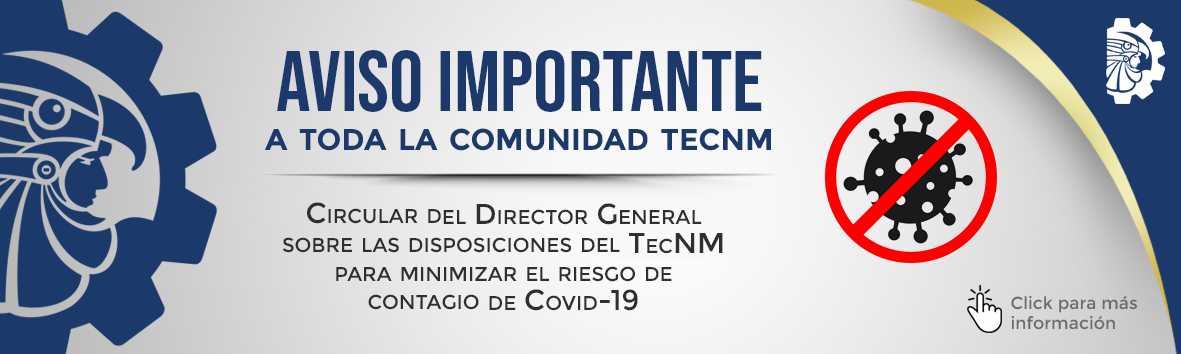 AVISO IMPORTANTE
A TODA LA COMUNIDAD TECNM
Circular del Director General
sobre las disposiciones del TecNM
para minimizar el riesgo de
contagio de Covid-19
Click para más
información